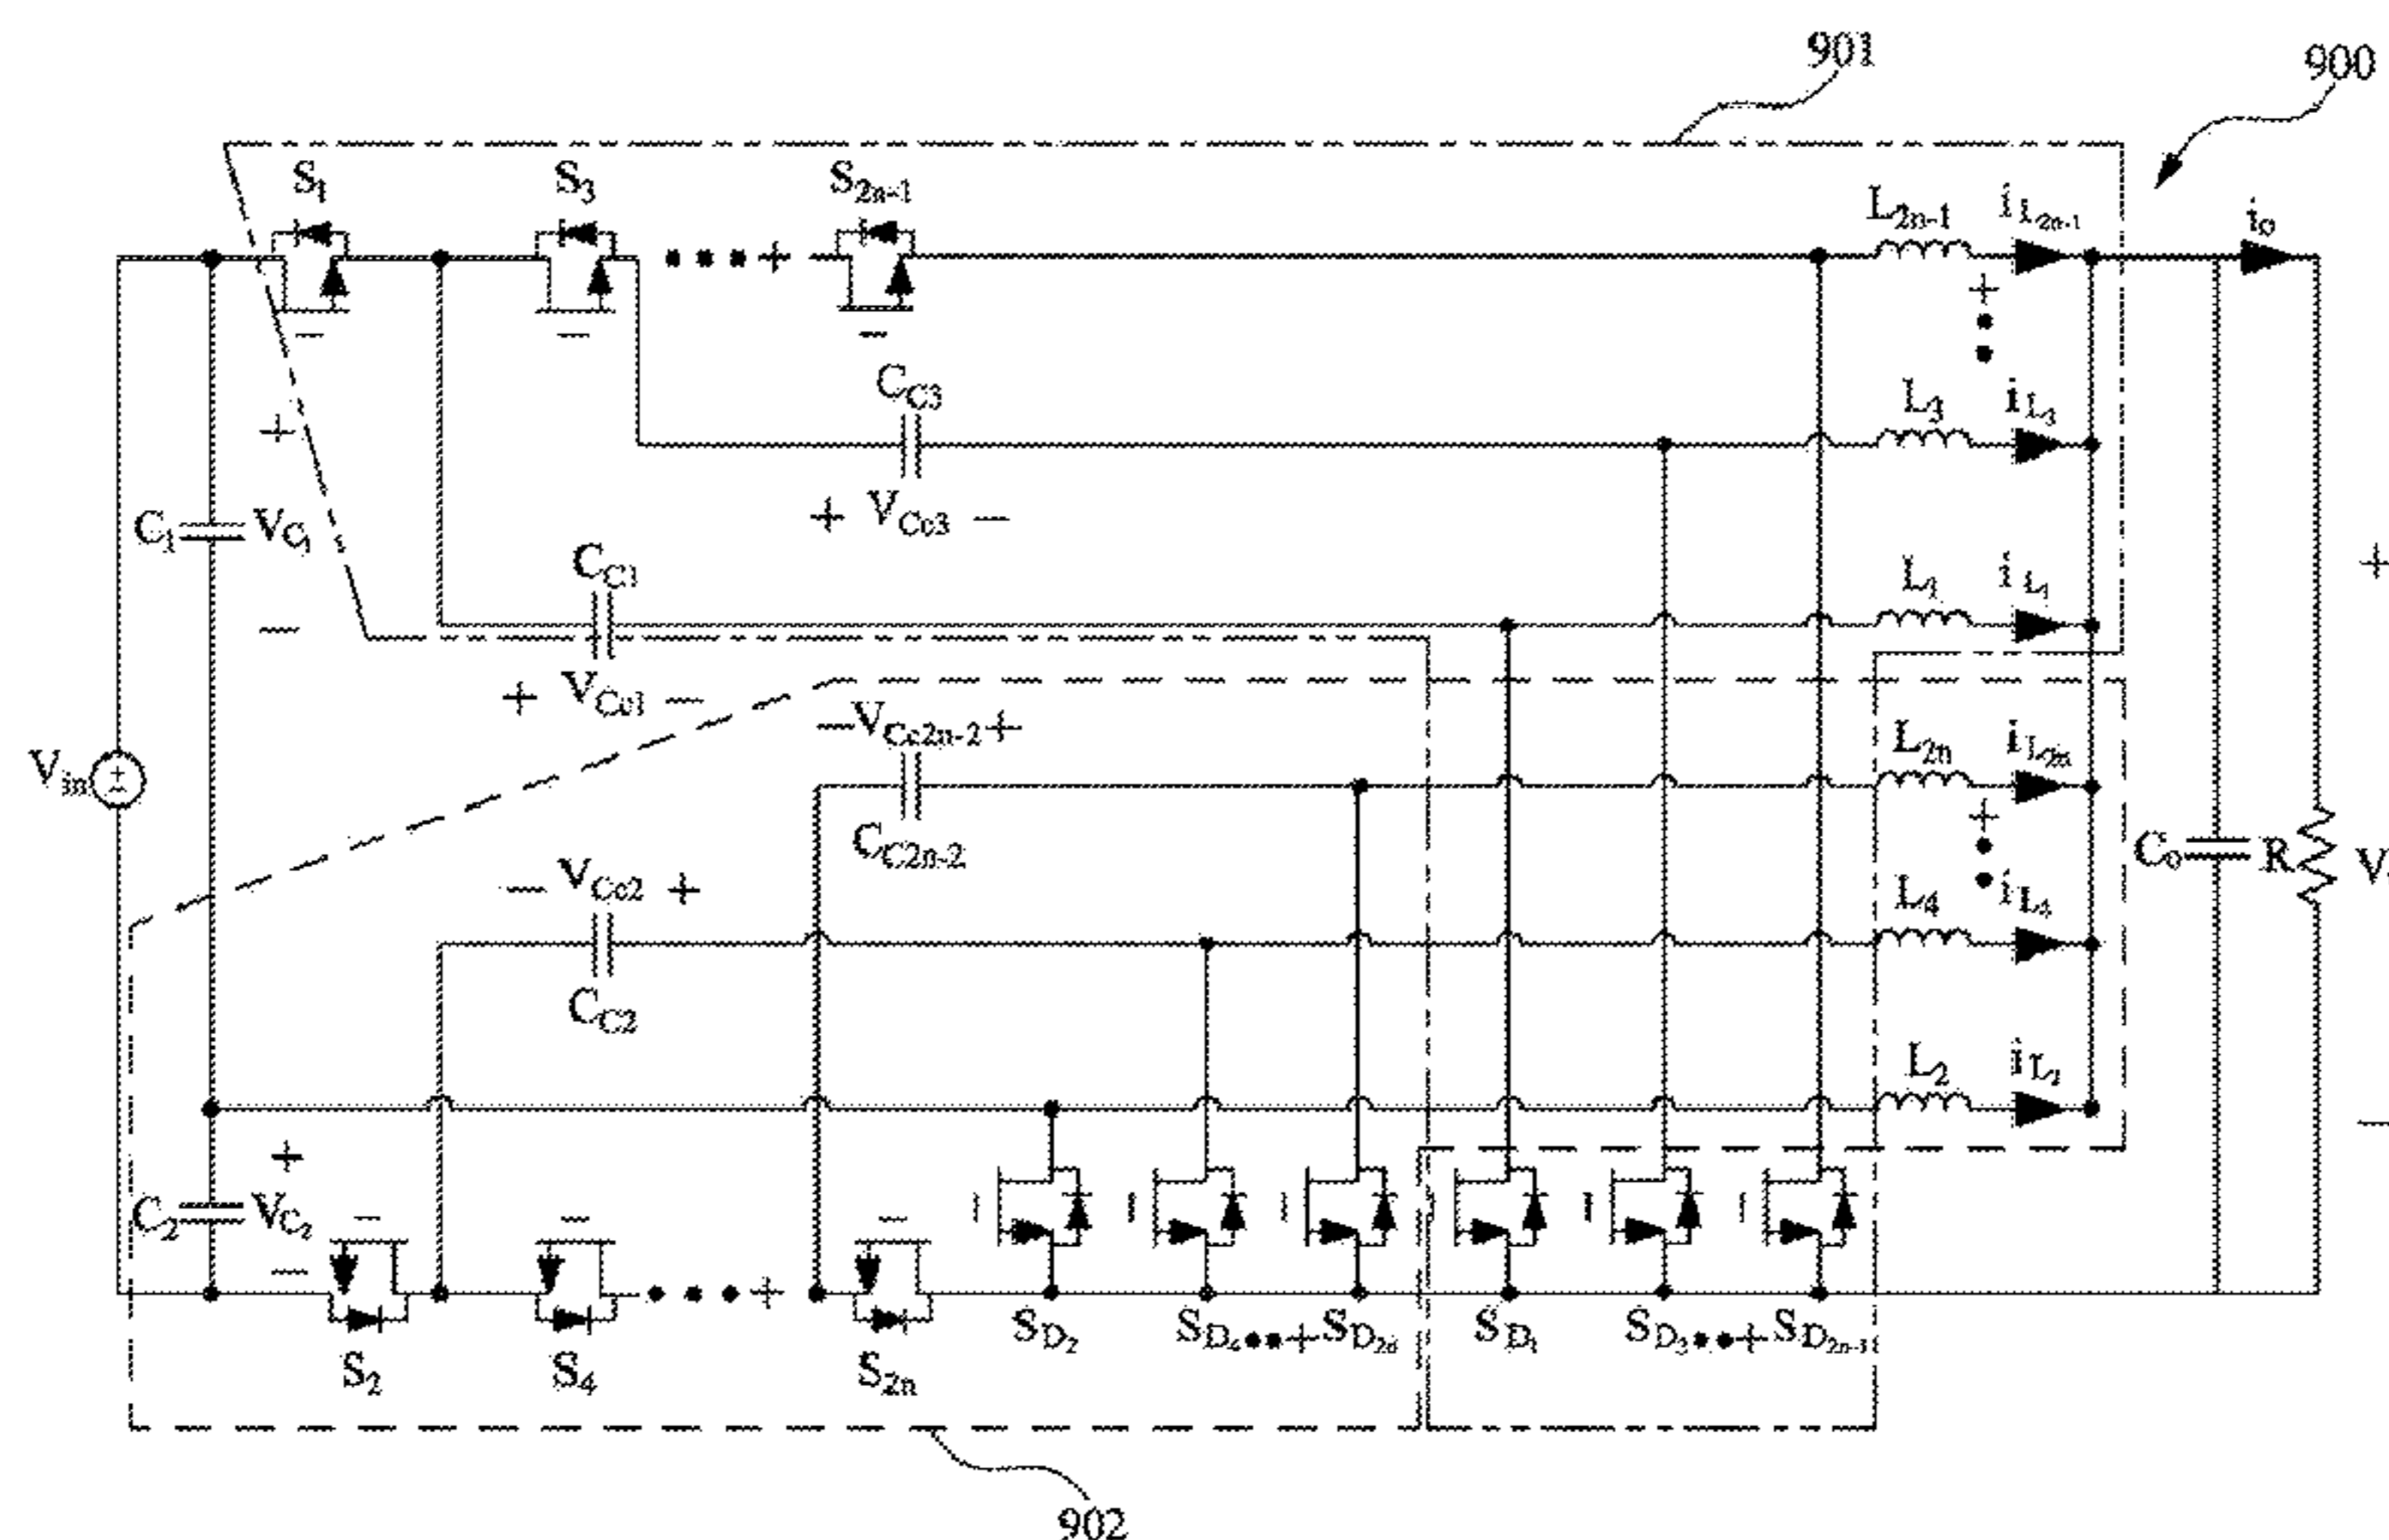 901
900
S1 S3 S2n-1
L2n-1 iL2n-1 io
+
− − −
CC3
L3 iL3
+
C1 VC1
+ VCc3 −
+
CC1
L1 iL1
−
+ VCc1 −
− VCc2n-2 +
L2n iL2n
Vin
+
CC2n-2
Co R
− VCc2 +
L4 iL4
CC2
L2 iL2
+
−
C2 VC2
− − −
−
+
SD2 SD4 + SD2n SD1 SD3 + SD2n-1
S2 S4 S2n
902